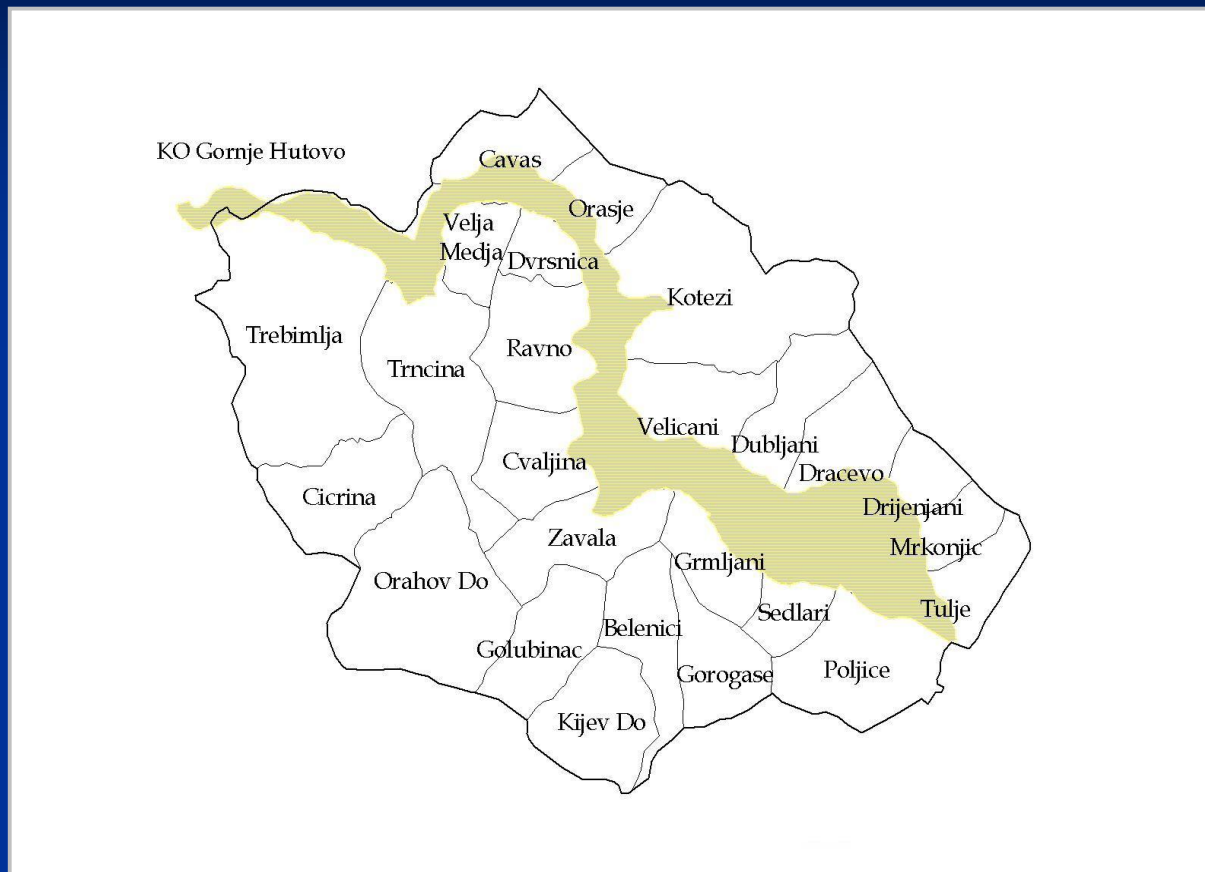 KO Gornje Hutovo
Cavas
Orasje
Velja
Medja
Dvrsnica
Kotezi
Trebimlja
Ravno
Trncina
Velicani
Dubljani
Cvaljina
Dracevo
Cicrina
Drijenjani
Zavala
Mrkonjic
Grmljani
Orahov Do
Sedlari
Tulje
Belenici
Golubinac
Gorogase
Poljice
Kijev Do